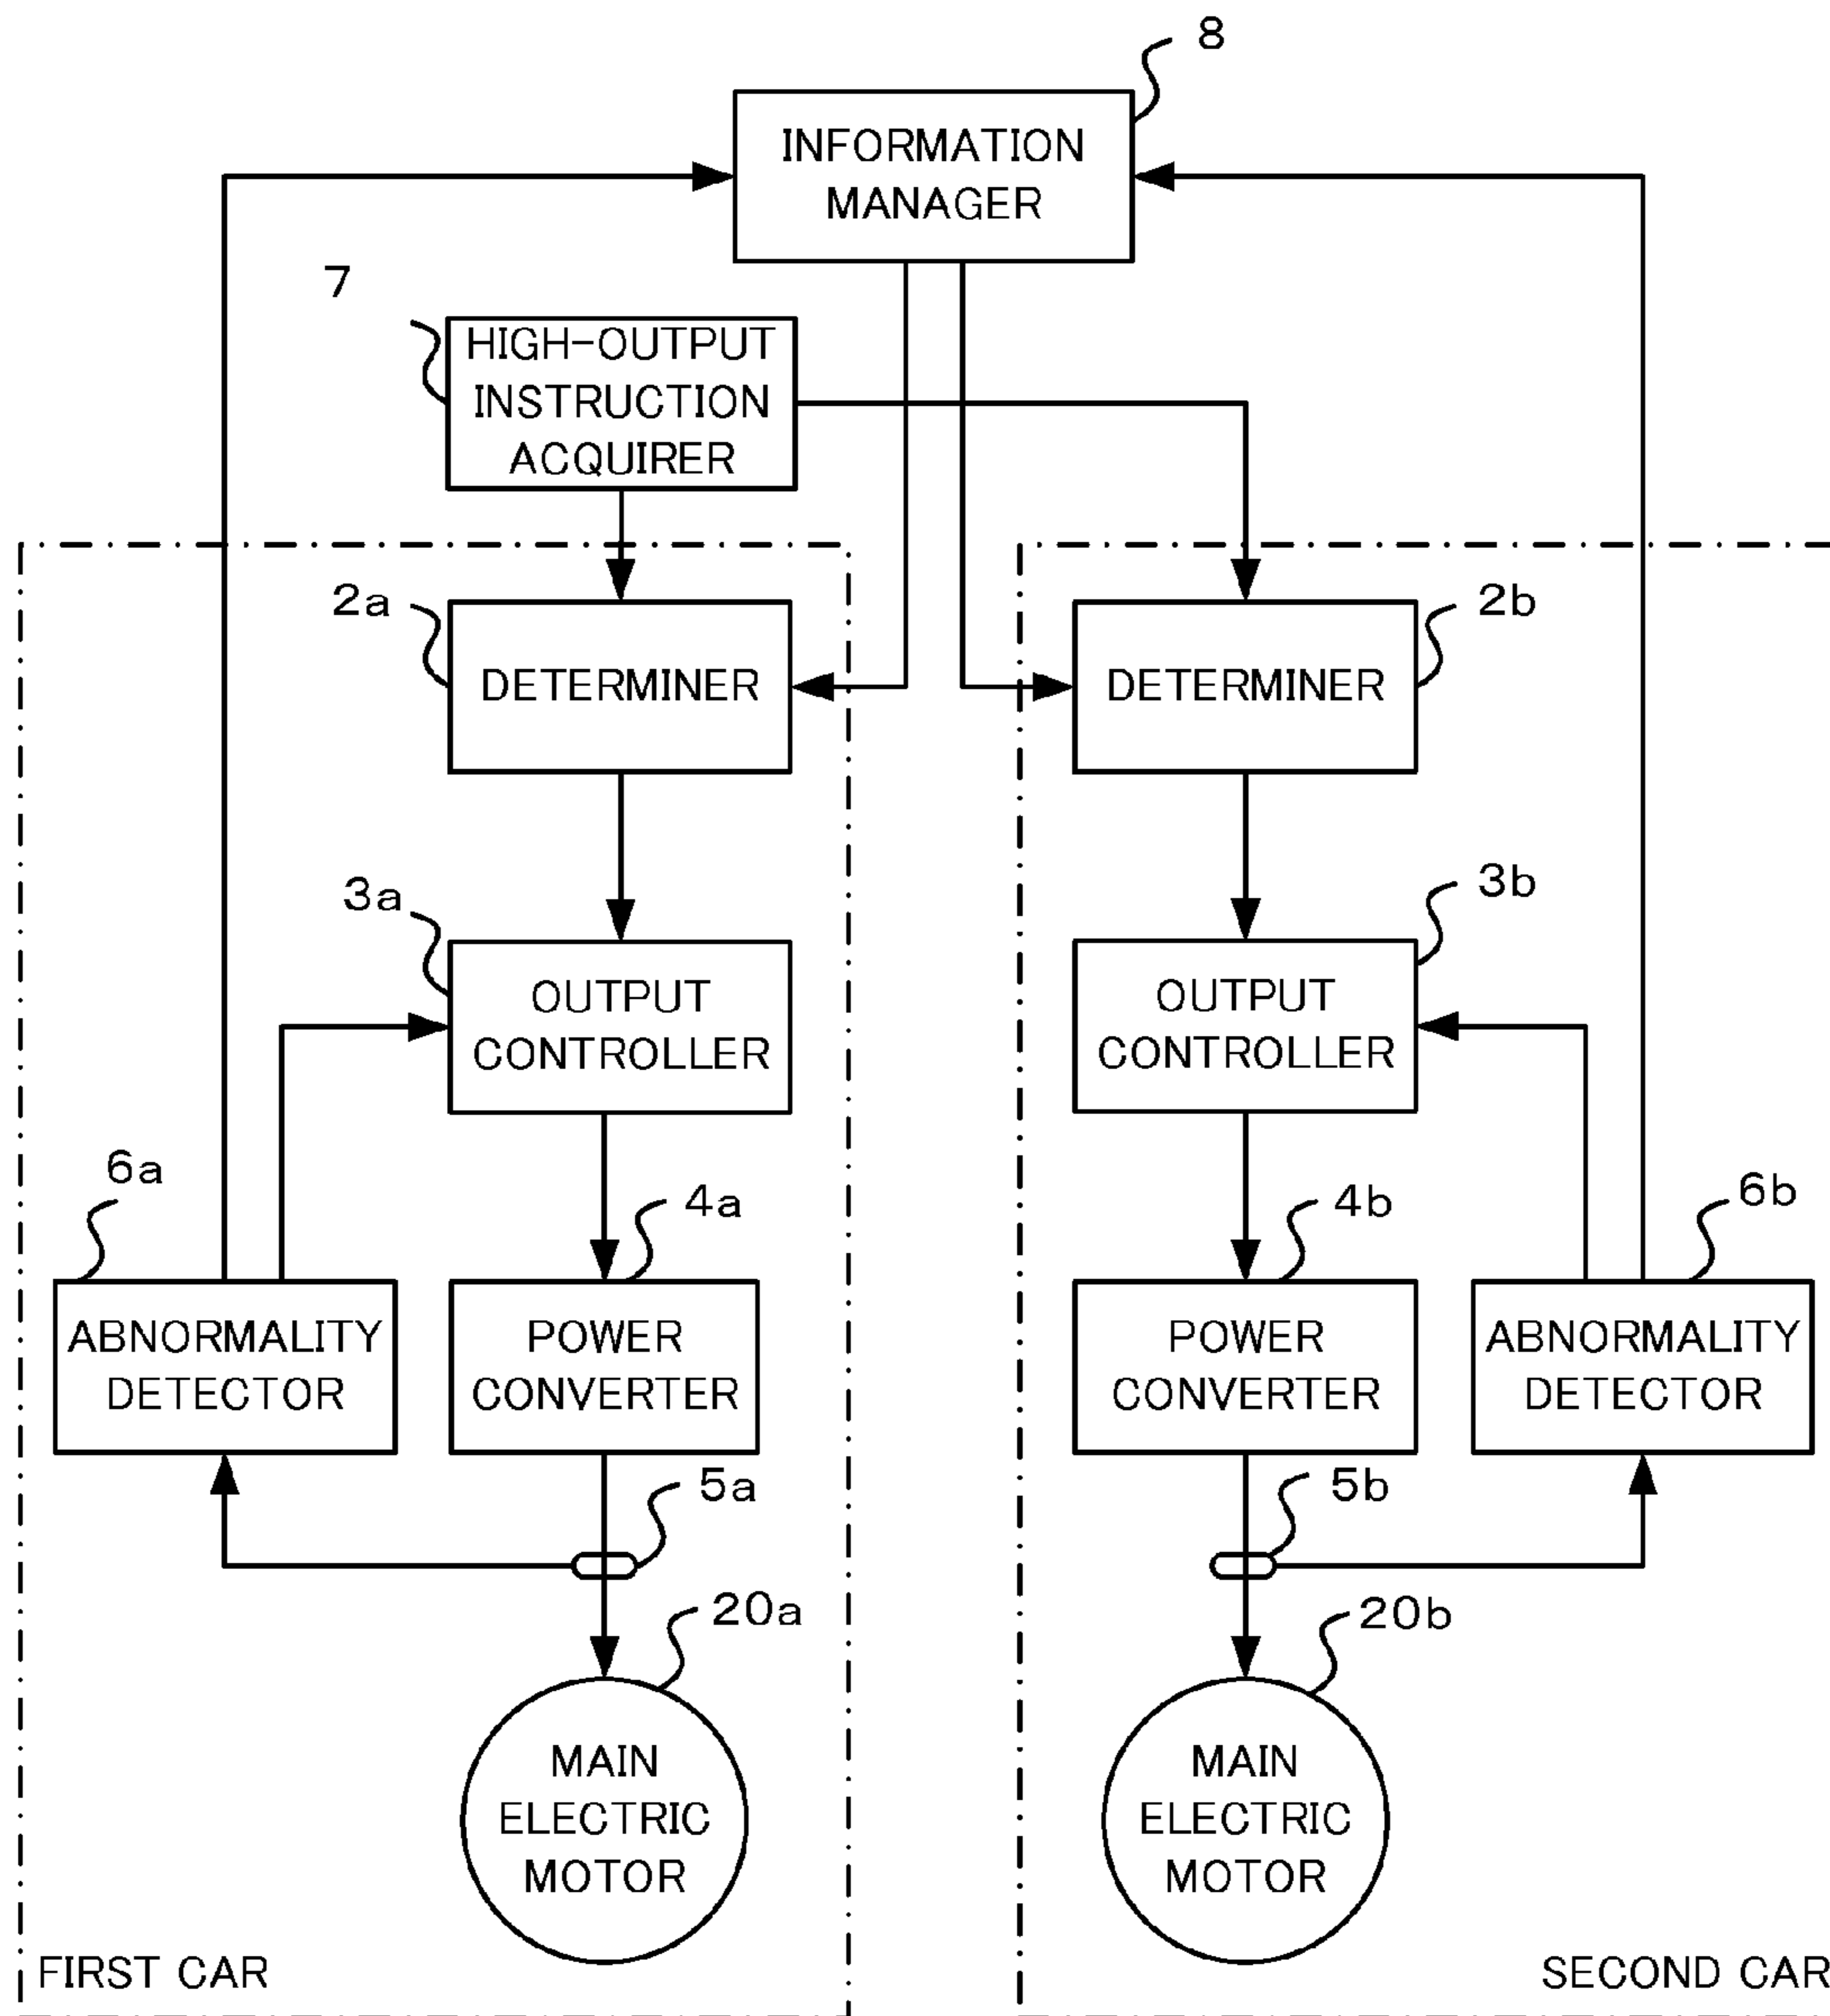 8
INFORMATION
MANAGER
7
HIGH-OUTPUT
INSTRUCTION
ACQUIRER
2a
DETERMINER
2b
DETERMINER
3a
OUTPUT
CONTROLLER
3b
OUTPUT
CONTROLLER
6a
ABNORMALITY
DETECTOR
4a
POWER
CONVERTER
4b
POWER
CONVERTER
6b
ABNORMALITY
DETECTOR
5a
5b
20a
MAIN
ELECTRIC
MOTOR
20b
MAIN
ELECTRIC
MOTOR
FIRST CAR
SECOND CAR